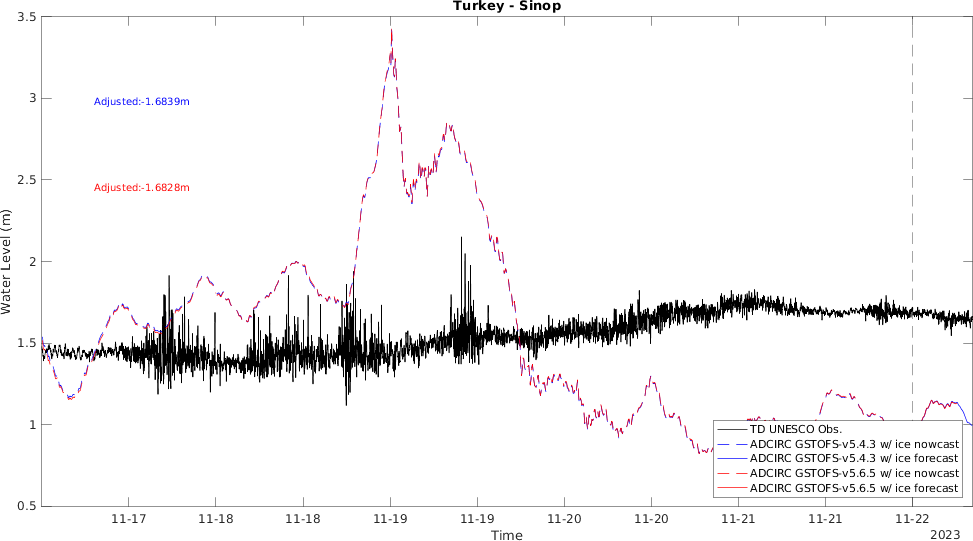 Turkey - Sinop
3.5
3
2.5
2
1.5
1
0.5
Water Level (m)
Adjusted:-1.6839m
Adjusted:-1.6828m
TD UNESCO Obs.
ADCIRC GSTOFS-v5.4.3 w/ ice nowcast
ADCIRC GSTOFS-v5.4.3 w/ ice forecast
ADCIRC GSTOFS-v5.6.5 w/ ice nowcast
ADCIRC GSTOFS-v5.6.5 w/ ice forecast
11-17 11-18 11-18 11-19 11-19 11-20 11-20 11-21 11-21 11-22
Time
2023